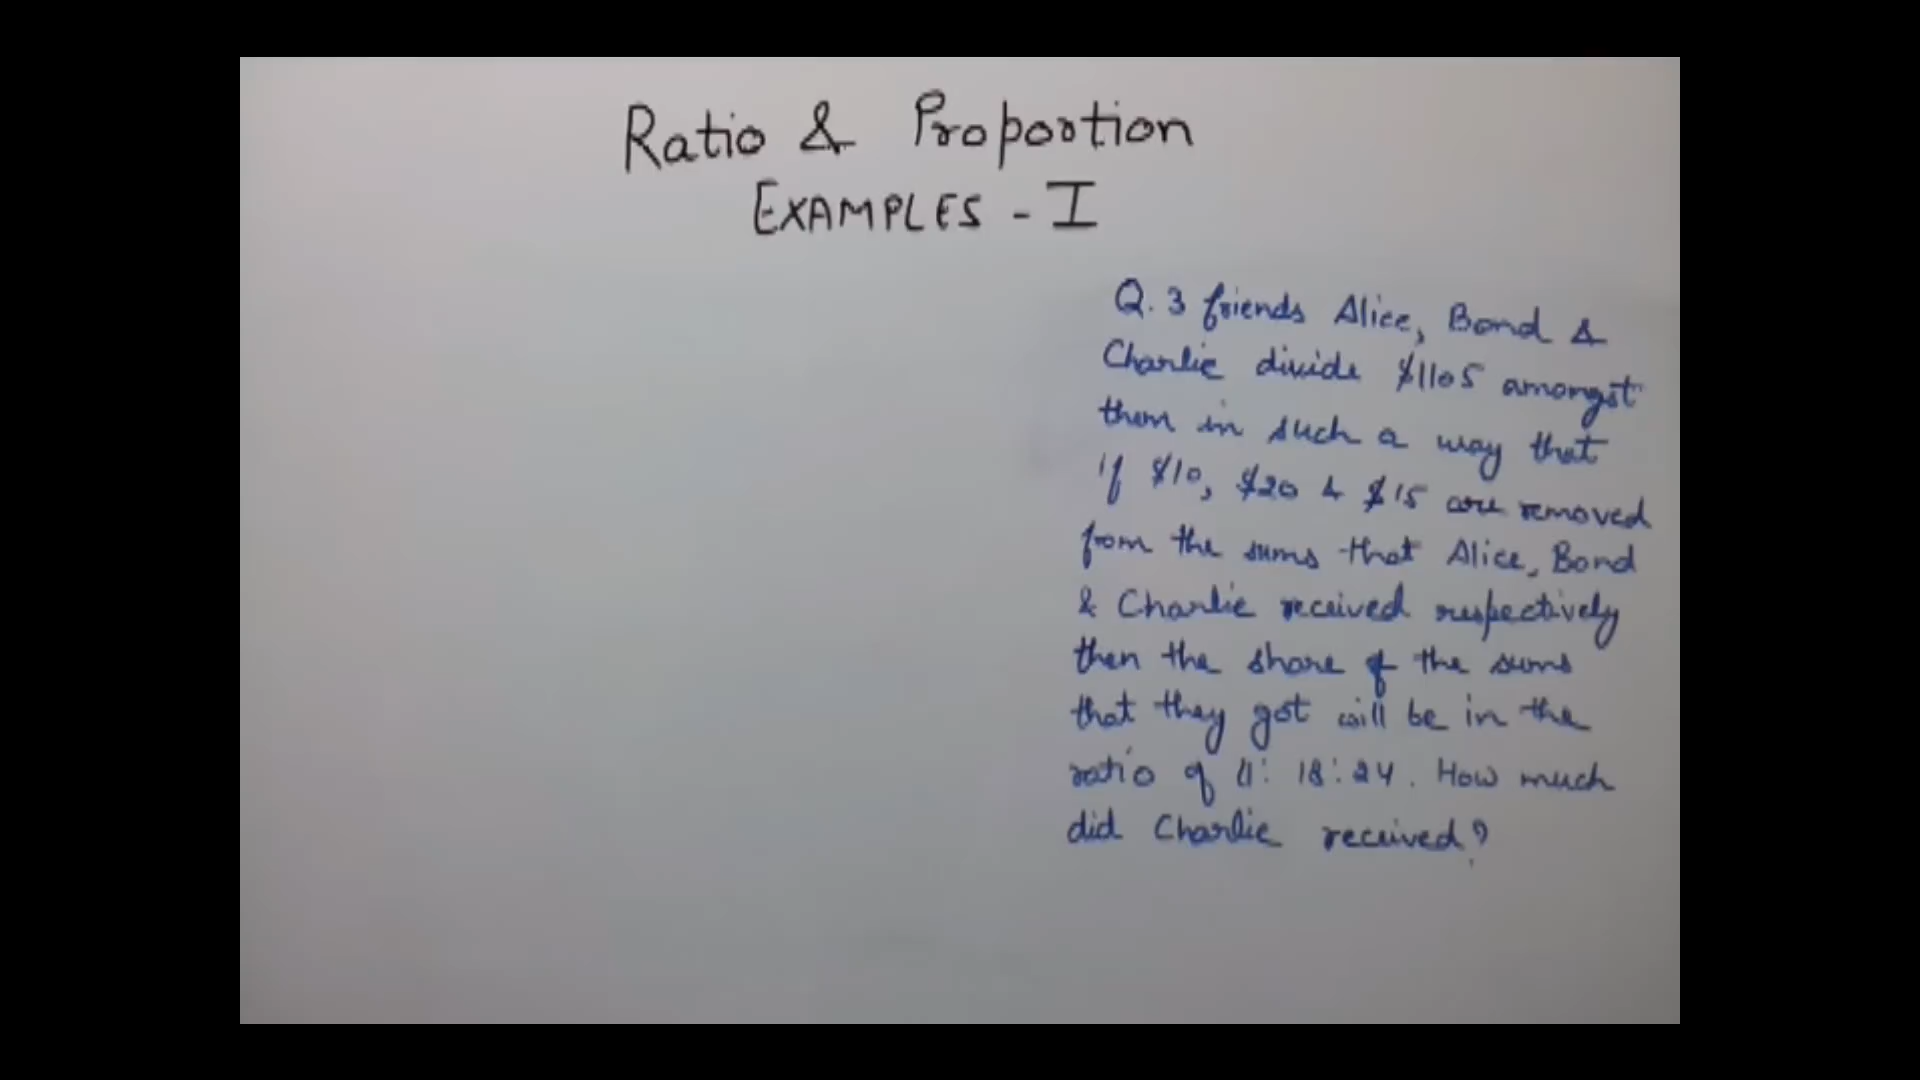 Ratio & Proportion
EXAMPLES - I
Q. 3 friends Alice, Bond &
Charlie divide $1105 amongst
them in such a way that
if $10, $20 & $15 are removed
from the sums that Alice, Bond
& Charlie received respectively
then the share of the sums
that they got will be in the
ratio of 11: 18: 24. How much
did Charlie received?